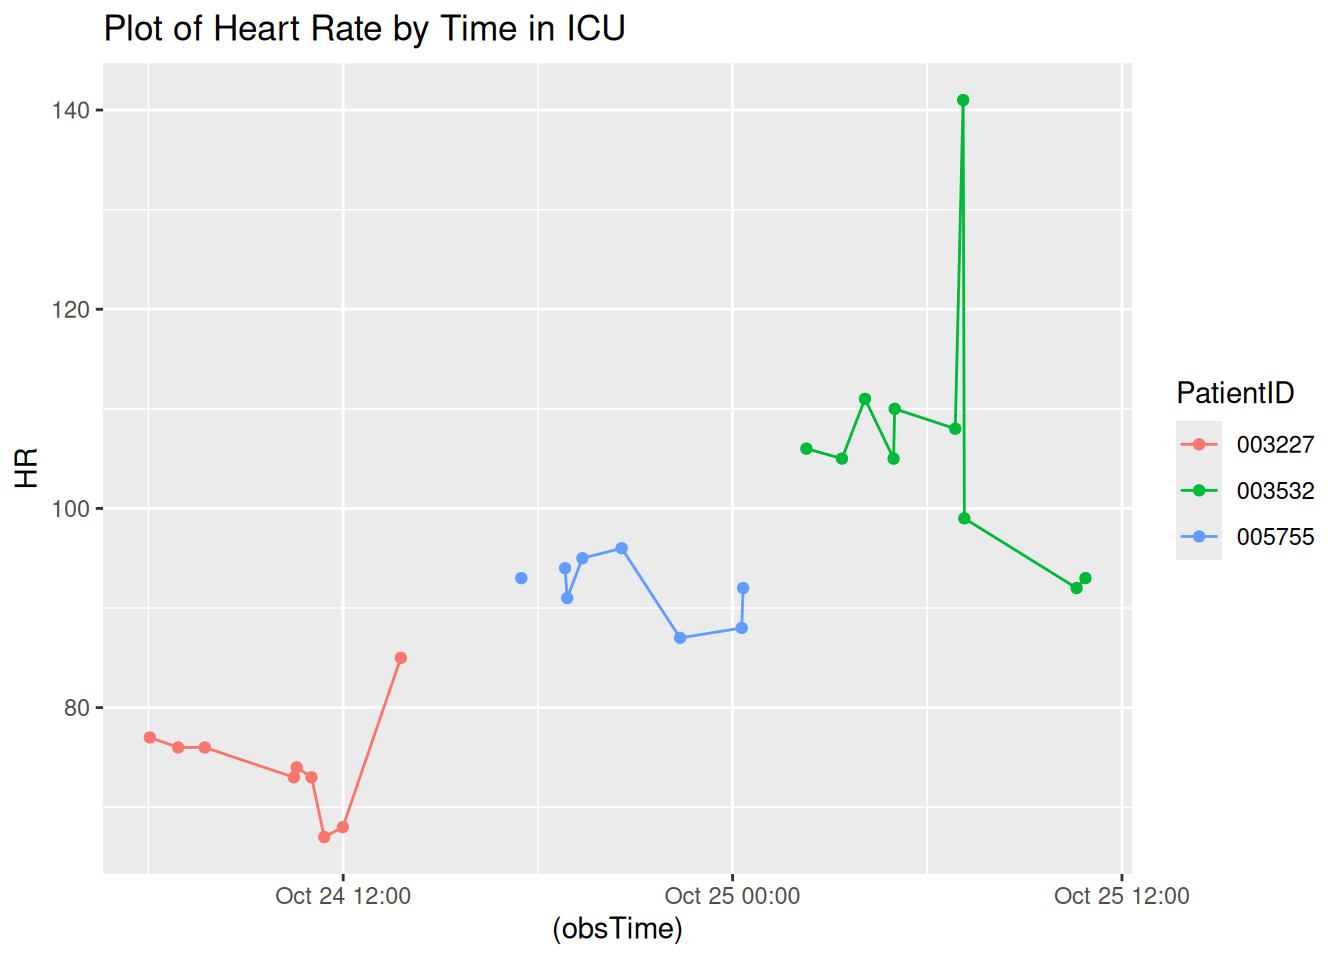 Plot of Heart Rate by Time in ICU
140
120
100
80
HR
Oct 24 12:00
Oct 25 00:00
Oct 25 12:00
(obsTime)
PatientID
003227
003532
005755